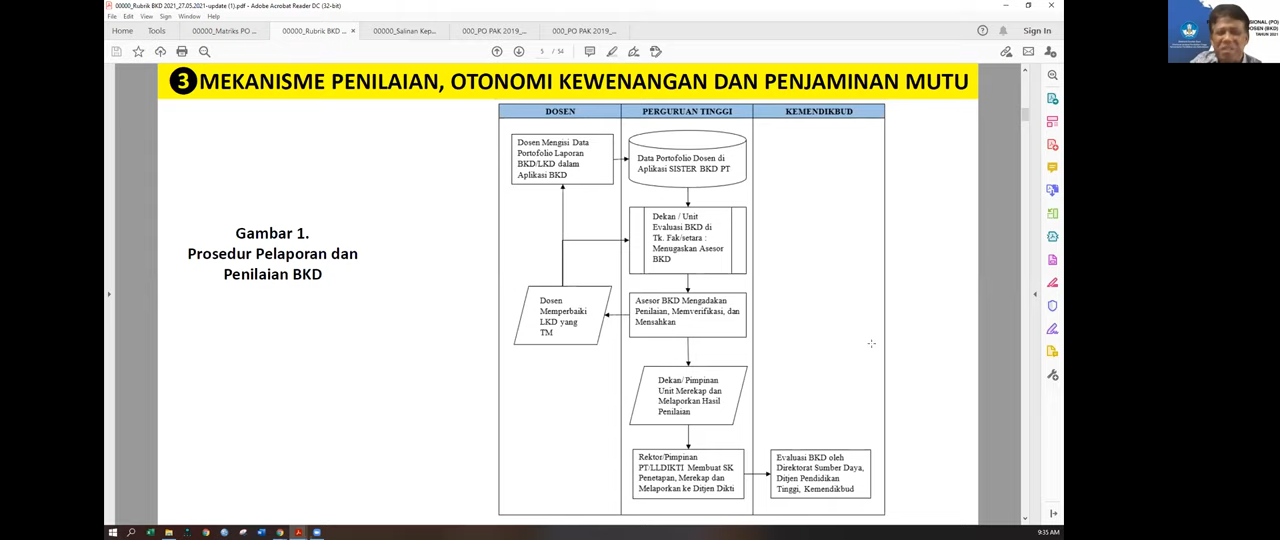 00000_Rubrik BKD 2021_27.05.2021-update (1).pdf - Adobe Acrobat Reader DC (32-bit)
File Edit View Sign Window Help
Home Tools 00000_Matriks PO ... 00000_Rubrik BKD ... × 00000_Salinan Kep... 000_PO PAK 2019_... 000_PO PAK 2019_... Sign In
5 / 54
3 MEKANISME PENILAIAN, OTONOMI KEWENANGAN DAN PENJAMINAN MUTU
Gambar 1.
Prosedur Pelaporan dan
Penilaian BKD
DOSEN PERGURUAN TINGGI KEMENDIKBUD
Dosen Mengisi Data
Portofolio Laporan
BKD/LKD dalam
Aplikasi BKD
Data Portofolio Dosen di
Aplikasi SISTER BKD PT
Dekan / Unit
Evaluasi BKD di
Tk. Fak/setara :
Menugaskan Asesor
BKD
Dosen
Memperbaiki
LKD yang
TM
Asesor BKD Mengadakan
Penilaian, Memverifikasi, dan
Mensahkan
Dekan/ Pimpinan
Unit Merekap dan
Melaporkan Hasil
Penilaian
Rektor/Pimpinan
PT/LLDIKTI Membuat SK
Penetapan, Merekap dan
Melaporkan ke Ditjen Dikti
Evaluasi BKD oleh
Direktorat Sumber Daya,
Ditjen Pendidikan
Tinggi, Kemendikbud
SIONAL (PO)
OSEN (BKD)
TAHUN 2021
9:35 AM